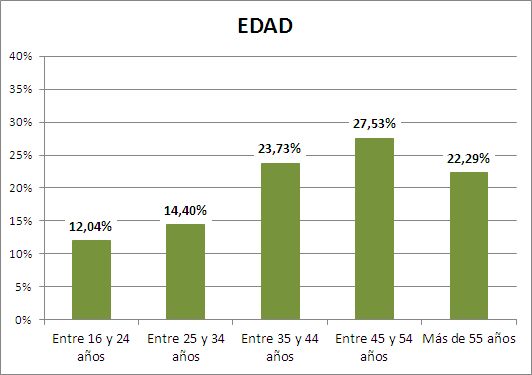 EDAD
40%
35%
30%
25%
20%
15%
10%
5%
0%
12,04%
14,40%
23,73%
27,53%
22,29%
Entre 16 y 24
años
Entre 25 y 34
años
Entre 35 y 44
años
Entre 45 y 54
años
Más de 55 años